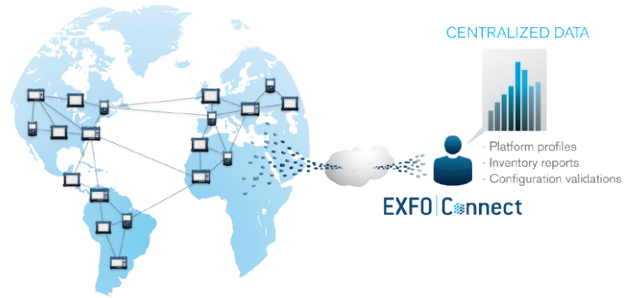 CENTRALIZED DATA
· Platform profiles
· Inventory reports
· Configuration validations
EXFO|Connect